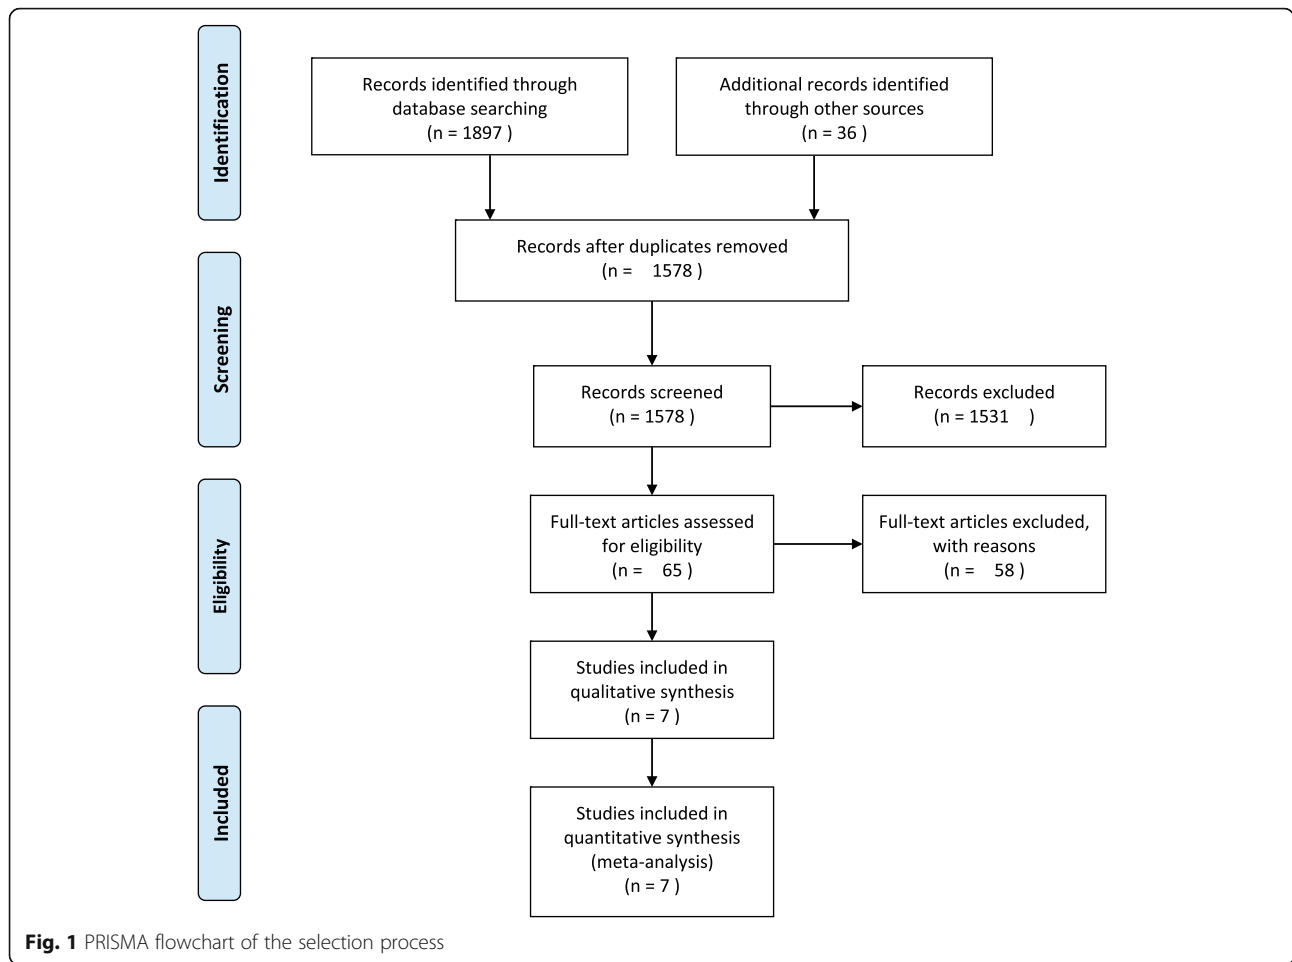 Identification
Records identified through
database searching
(n = 1897 )
Additional records identified
through other sources
(n = 36 )
Records after duplicates removed
(n = 1578 )
Screening
Records screened
(n = 1578 )
Records excluded
(n = 1531 )
Eligibility
Full-text articles assessed
for eligibility
(n = 65 )
Full-text articles excluded,
with reasons
(n = 58 )
Studies included in
qualitative synthesis
(n = 7 )
Included
Studies included in
quantitative synthesis
(meta-analysis)
(n = 7 )
Fig. 1 PRISMA flowchart of the selection process